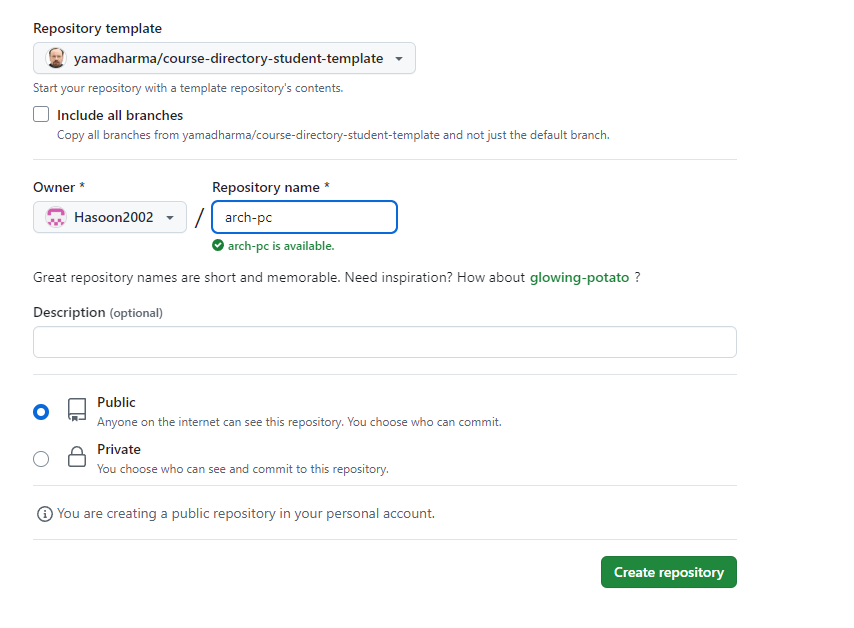 Repository template
yamadharma/course-directory-student-template
Start your repository with a template repository's contents.
Include all branches
Copy all branches from yamadharma/course-directory-student-template and not just the default branch.
Owner * Repository name *
Hasoon2002 / arch-pc
arch-pc is available.
Great repository names are short and memorable. Need inspiration? How about glowing-potato ?
Description (optional)
Public
Anyone on the internet can see this repository. You choose who can commit.
Private
You choose who can see and commit to this repository.
You are creating a public repository in your personal account.
Create repository